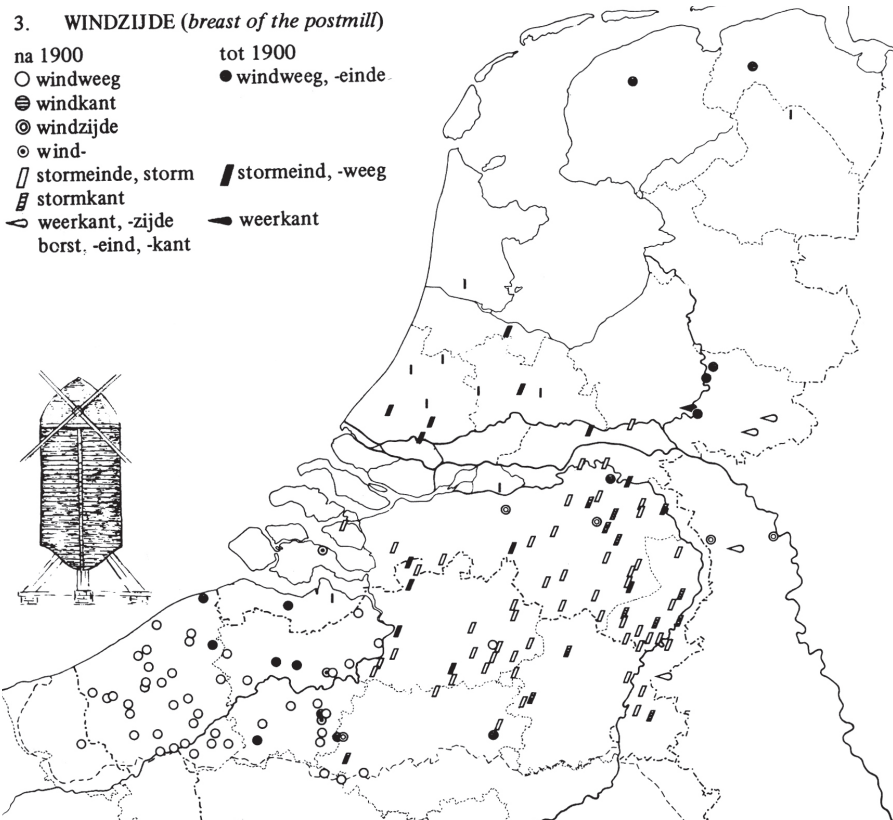 3. WINDZIJDE (breast of the postmill)
na 1900 tot 1900
windweeg windweeg, -einde
windkant
windzijde
wind-
stormeinde, storm stormeind, -weeg
stormkant
weerkant, -zijde weerkant
borst, -eind, -kant